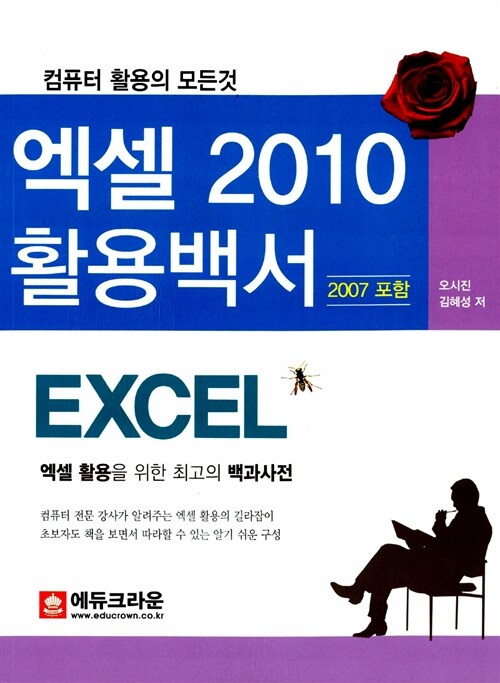 컴퓨터 활용의 모든것
엑셀 2010
활용백서
2007 포함
오시진
김혜성 저
EXCEL
엑셀 활용을 위한 최고의 백과사전
컴퓨터 전문 강사가 알려주는 엑셀 활용의 길라잡이
초보자도 책을 보면서 따라할 수 있는 알기 쉬운 구성
에듀크라운
www.educrown.co.kr